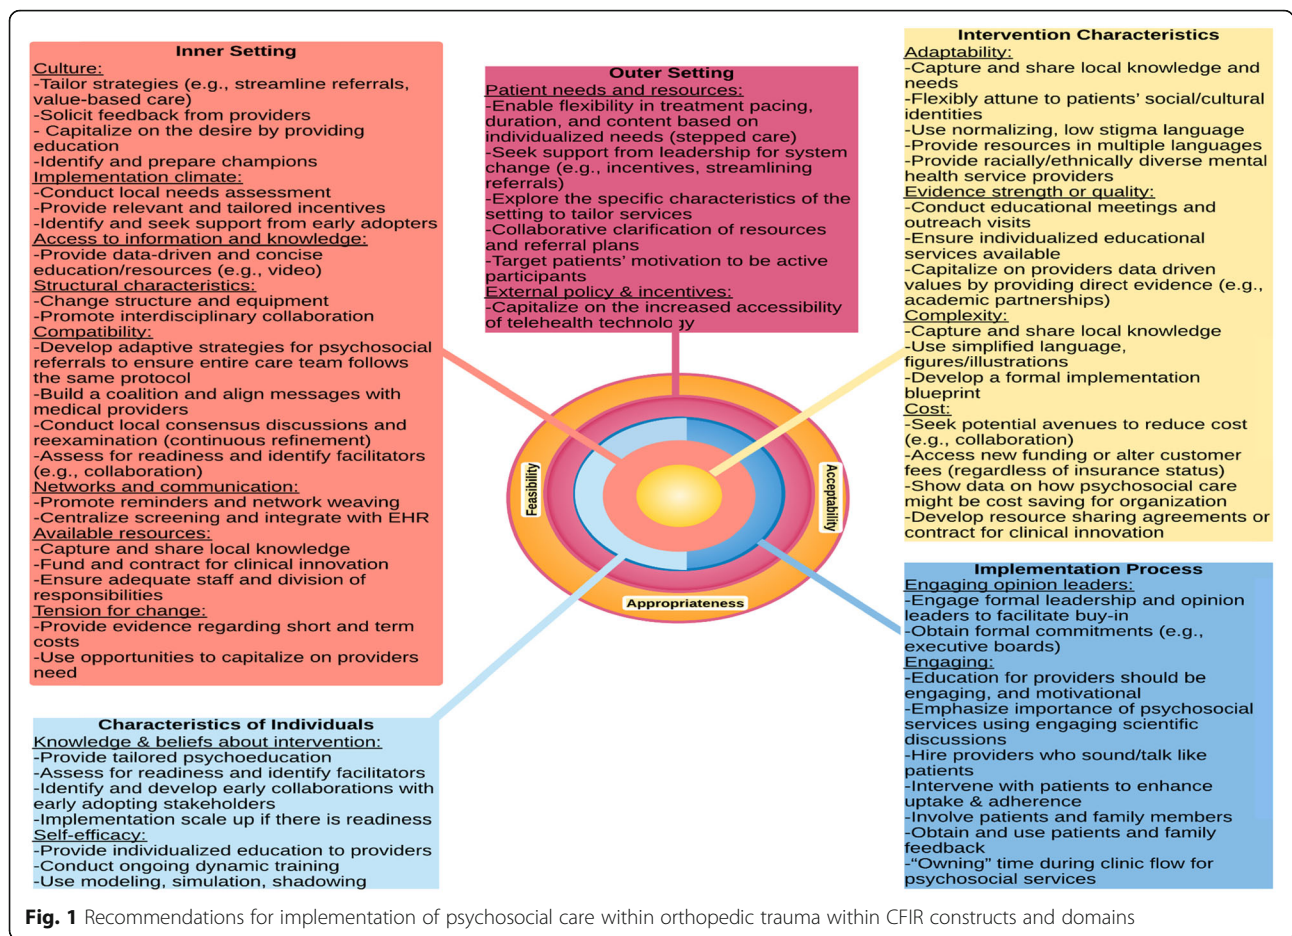 Inner Setting
Culture:
-Tailor strategies (e.g., streamline referrals,
value-based care)
-Solicit feedback from providers
- Capitalize on the desire by providing
education
-Identify and prepare champions
Implementation climate:
-Conduct local needs assessment
-Provide relevant and tailored incentives
-Identify and seek support from early adopters
Access to information and knowledge:
-Provide data-driven and concise
education/resources (e.g., video)
Structural characteristics:
-Change structure and equipment
-Promote interdisciplinary collaboration
Compatibility:
-Develop adaptive strategies for psychosocial
referrals to ensure entire care team follows
the same protocol
-Build a coalition and align messages with
medical providers
-Conduct local consensus discussions and
reexamination (continuous refinement)
-Assess for readiness and identify facilitators
(e.g., collaboration)
Networks and communication:
-Promote reminders and network weaving
-Centralize screening and integrate with EHR
Available resources:
-Capture and share local knowledge
-Fund and contract for clinical innovation
-Ensure adequate staff and division of
responsibilities
Tension for change:
-Provide evidence regarding short and term
costs
-Use opportunities to capitalize on providers
need
Outer Setting
Patient needs and resources:
-Enable flexibility in treatment pacing,
duration, and content based on
individualized needs (stepped care)
-Seek support from leadership for system
change (e.g., incentives, streamlining
referrals)
-Explore the specific characteristics of the
setting to tailor services
-Collaborative clarification of resources
and referral plans
-Target patients' motivation to be active
participants
External policy & incentives:
-Capitalize on the increased accessibility
of telehealth technology
Intervention Characteristics
Adaptability:
-Capture and share local knowledge and
needs
-Flexibly attune to patients' social/cultural
identities
-Use normalizing, low stigma language
-Provide resources in multiple languages
-Provide racially/ethnically diverse mental
health service providers
Evidence strength or quality:
-Conduct educational meetings and
outreach visits
-Ensure individualized educational
services available
-Capitalize on providers data driven
values by providing direct evidence (e.g.,
academic partnerships)
Complexity:
-Capture and share local knowledge
-Use simplified language,
figures/illustrations
-Develop a formal implementation
blueprint
Cost:
-Seek potential avenues to reduce cost
(e.g., collaboration)
-Access new funding or alter customer
fees (regardless of insurance status)
-Show data on how psychosocial care
might be cost saving for organization
-Develop resource sharing agreements or
contract for clinical innovation
Feasibility
Acceptability
Appropriateness
Characteristics of Individuals
Knowledge & beliefs about intervention:
-Provide tailored psychoeducation
-Assess for readiness and identify facilitators
-Identify and develop early collaborations with
early adopting stakeholders
-Implementation scale up if there is readiness
Self-efficacy:
-Provide individualized education to providers
-Conduct ongoing dynamic training
-Use modeling, simulation, shadowing
Implementation Process
Engaging opinion leaders:
-Engage formal leadership and opinion
leaders to facilitate buy-in
-Obtain formal commitments (e.g.,
executive boards)
Engaging:
-Education for providers should be
engaging, and motivational
-Emphasize importance of psychosocial
services using engaging scientific
discussions
-Hire providers who sound/talk like
patients
-Intervene with patients to enhance
uptake & adherence
-Involve patients and family members
-Obtain and use patients and family
feedback
-“Owning” time during clinic flow for
psychosocial services
Fig. 1 Recommendations for implementation of psychosocial care within orthopedic trauma within CFIR constructs and domains